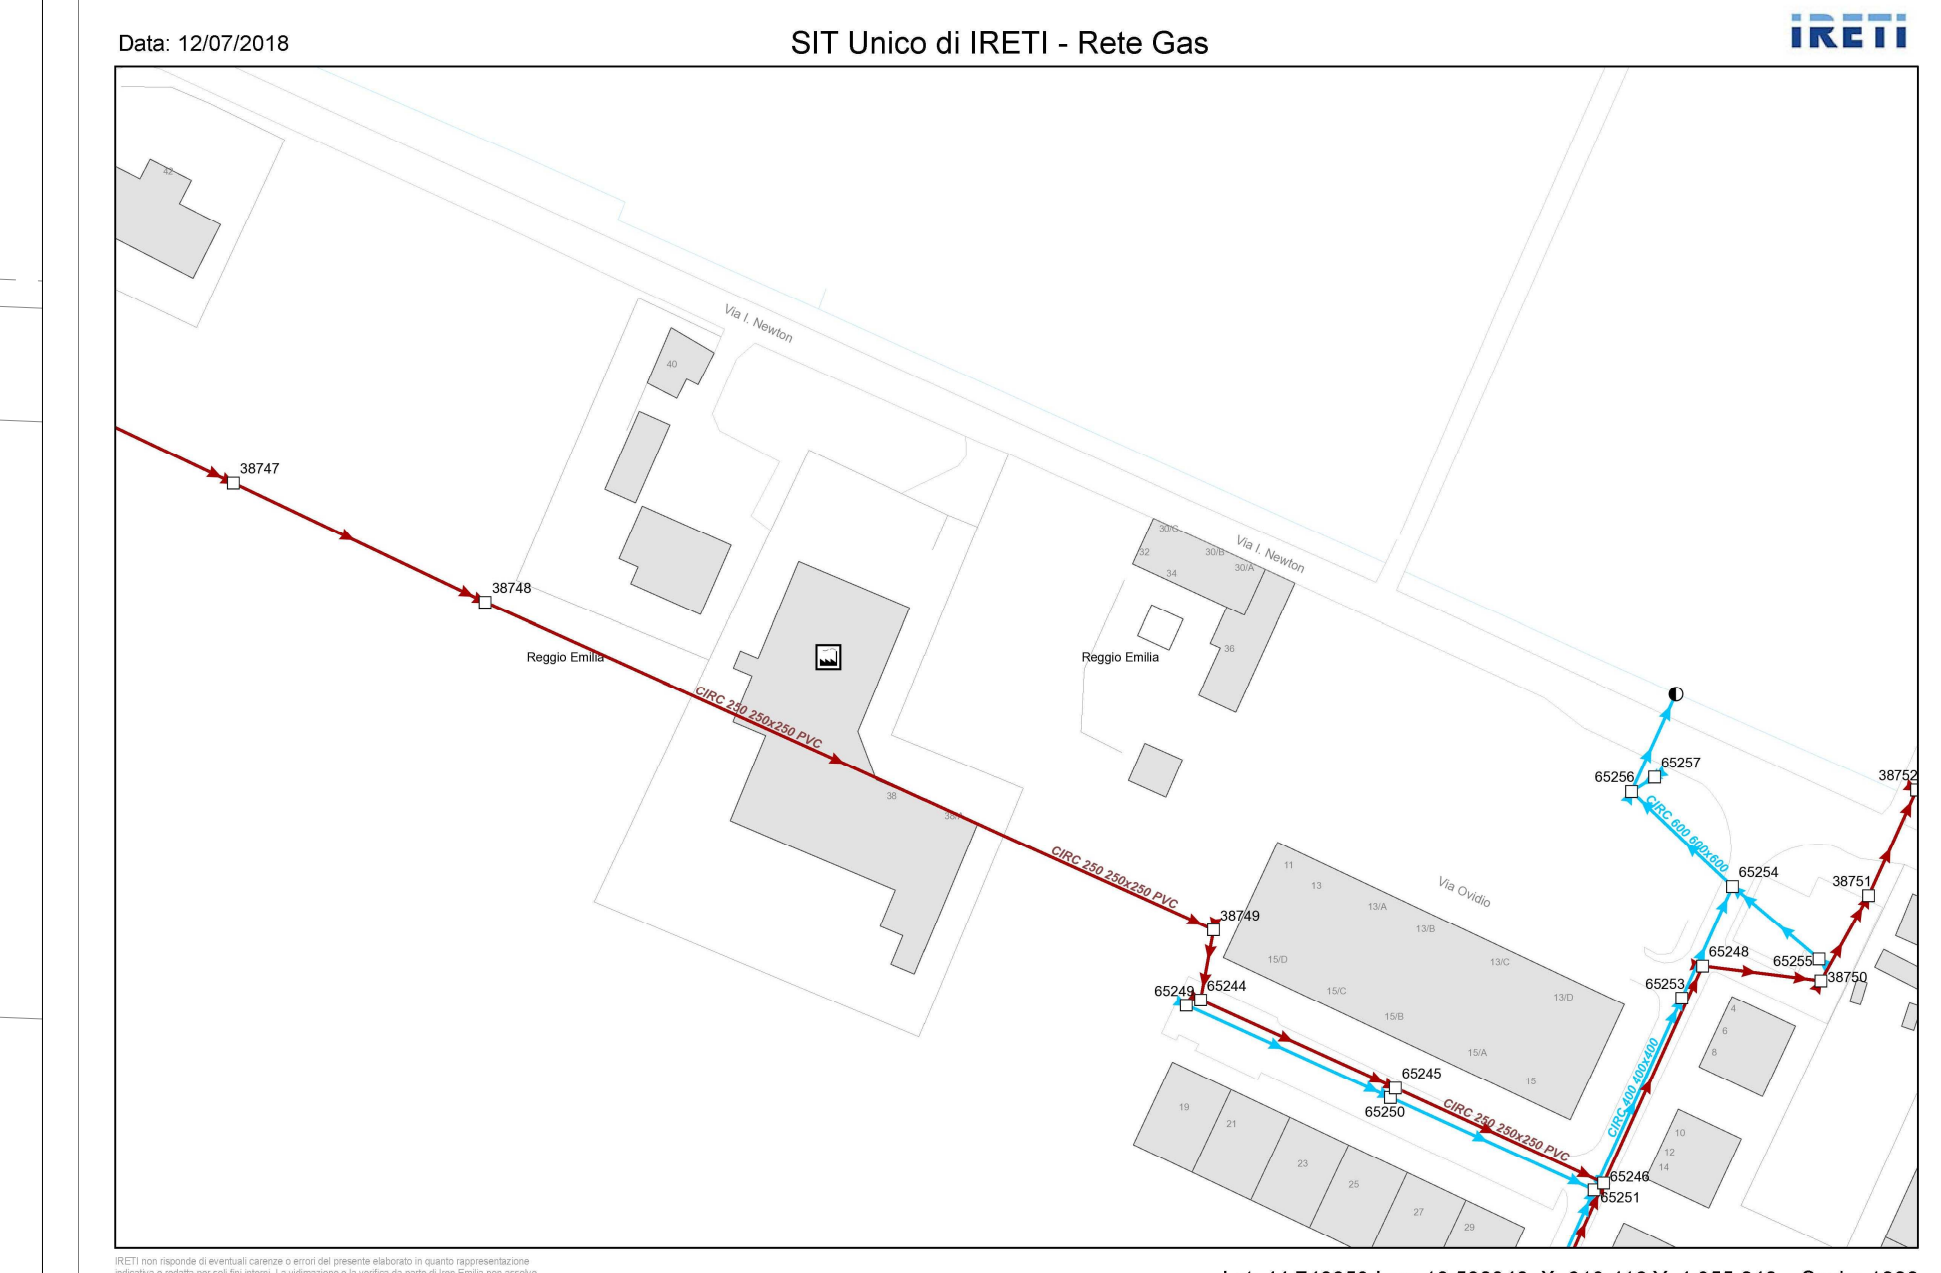 Data: 12/07/2018
SIT Unico di IRETI - Rete Gas
IRETI
42
Via I. Newton
40
38747
38748
30/C
32
30/B
30/A
34
Via I. Newton
36
Reggio Emilia
Reggio Emilia
CIRC 250 250x250 PVC
38
65257
65256
38752
CIRC 600 600x600
CIRC 250 250x250 PVC
11
13
13/A
13/B
13/C
13/D
Via Ovidio
65254
38751
38749
15/D
15/C
15/B
15/A
15
65248
65255
38750
65249
65244
65253
4
6
8
CIRC 400 400x400
65245
65250
CIRC 250 250x250 PVC
19
21
23
25
27
29
10
12
14
65246
65251
IRETI non risponde di eventuali carenze o errori del presente elaborato in quanto rappresentazione